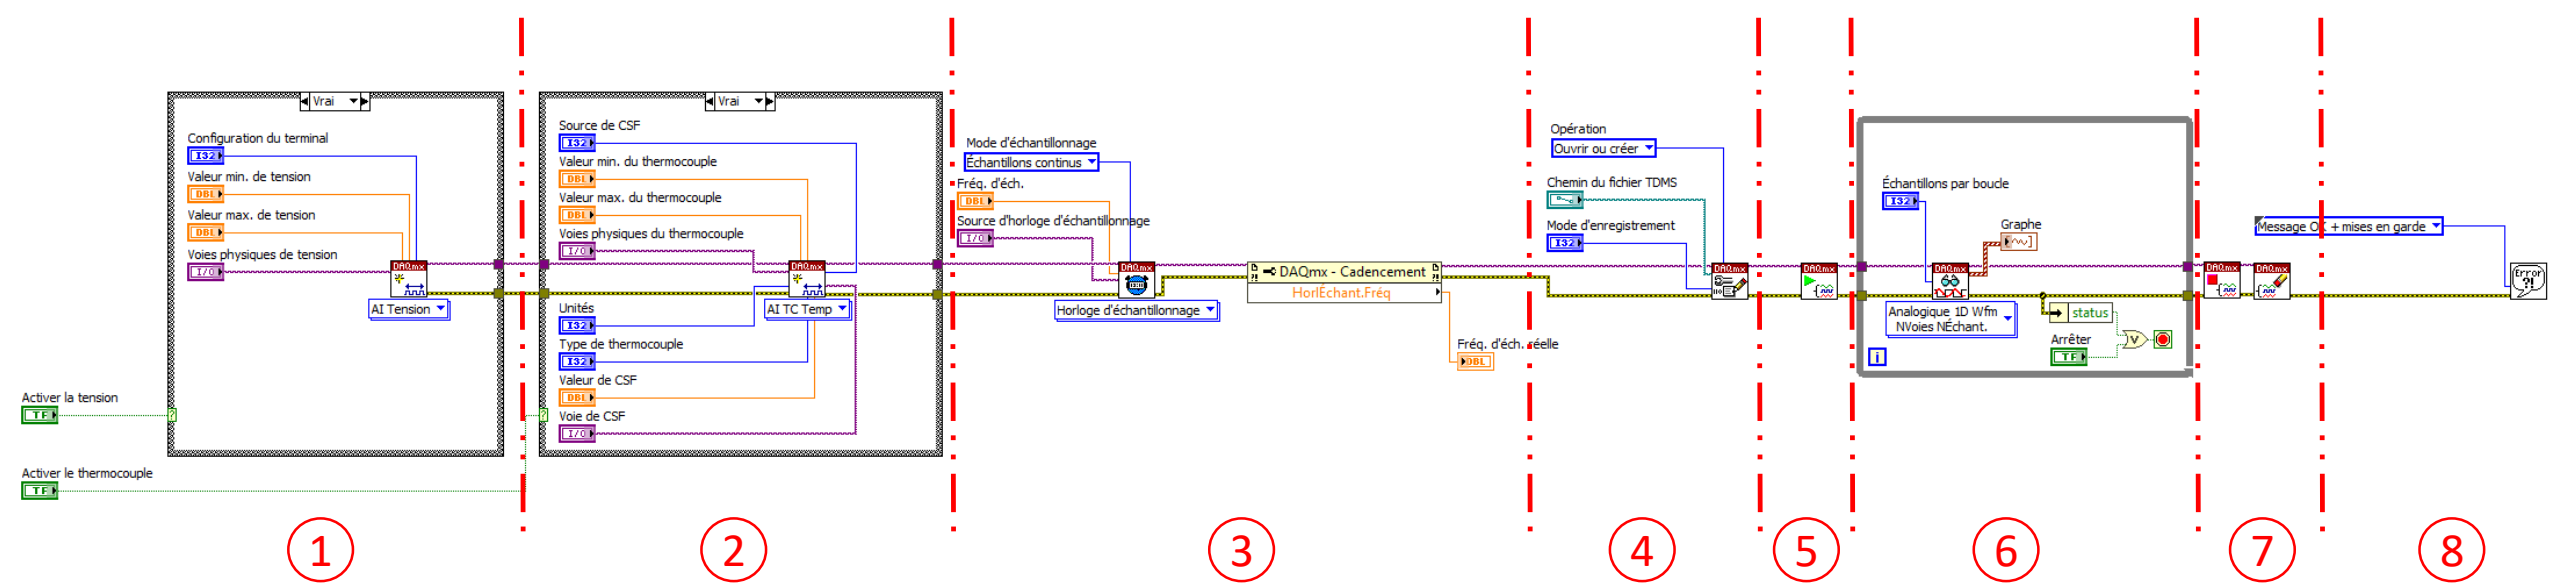 Vrai
Configuration du terminal
I32
Valeur min. de tension
DBL
Valeur max. de tension
DBL
Voies physiques de tension
I/O
DAQmx
AI Tension
Activer la tension
TF
?
Activer le thermocouple
TF
1
Vrai
Source de CSF
I32
Valeur min. du thermocouple
DBL
Valeur max. du thermocouple
DBL
Voies physiques du thermocouple
I/O
DAQmx
Unités
I32
AI TC Temp
Type de thermocouple
I32
Valeur de CSF
DBL
?
Voie de CSF
I/O
2
Mode d'échantillonnage
Échantillons continus
Fréq. d'éch.
DBL
Source d'horloge d'échantillonnage
I/O
DAQmx
Horloge d'échantillonnage
DAQmx - Cadencement
HorlÉchant.Fréq
Fréq. d'éch. réelle
DBL
3
Opération
Ouvrir ou créer
Chemin du fichier TDMS
Mode d'enregistrement
I32
DAQmx
4
DAQmx
5
Échantillons par boucle
I32
Graphe
DAQmx
Analogique 1D Wfm
NVoies NÉchant.
status
Arrêter
TF
V
i
6
DAQmx
DAQmx
7
Message OK + mises en garde
Error
?!
8